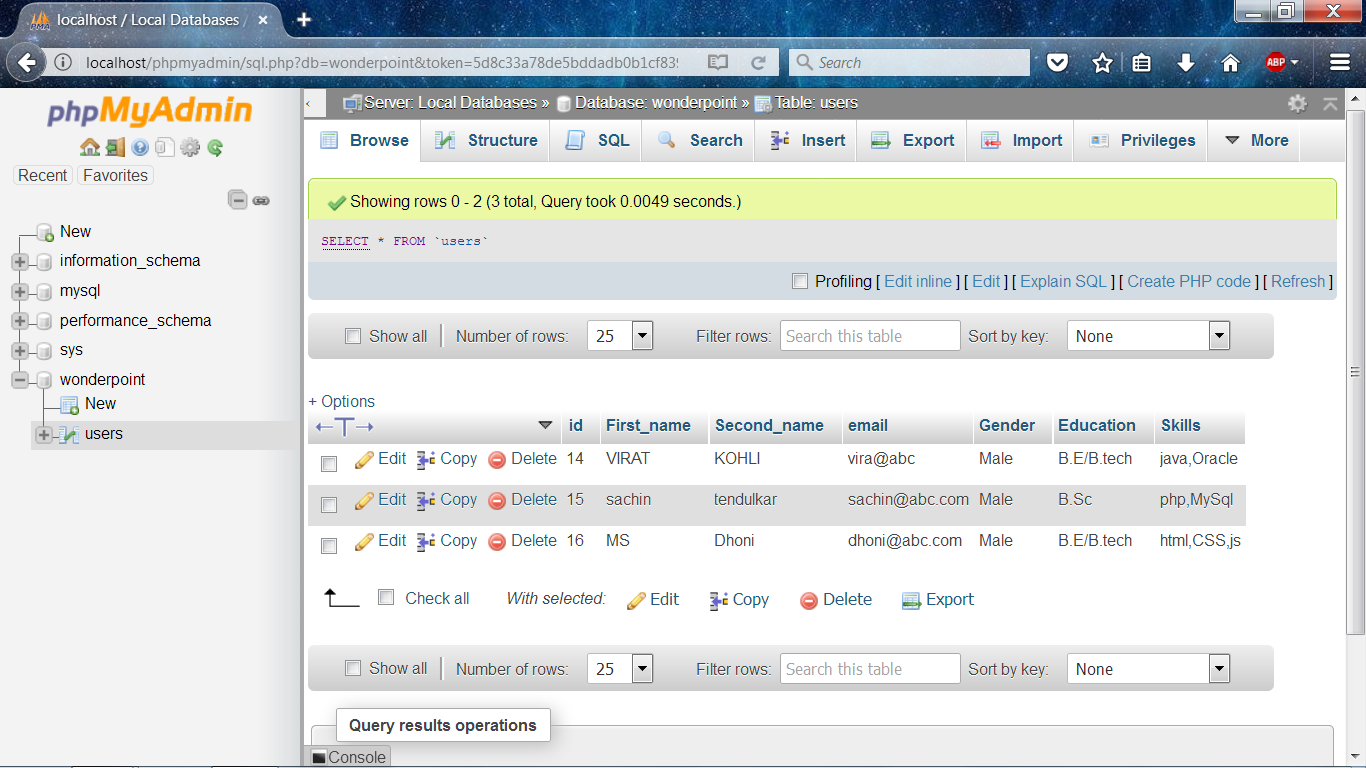 localhost / Local Databases /
localhost/phpmyadmin/sql.php?db=wonderpoint&token=5d8c33a78de5bddadb0b1cf839
Search
ABP
phpMyAdmin
Recent Favorites
New
information_schema
mysql
performance_schema
sys
wonderpoint
New
users
Server: Local Databases » Database: wonderpoint » Table: users
Browse Structure SQL Search Insert Export Import Privileges More
Showing rows 0 - 2 (3 total, Query took 0.0049 seconds.)
SELECT * FROM `users`
Profiling [ Edit inline ] [ Edit ] [ Explain SQL ] [ Create PHP code ] [ Refresh ]
Show all Number of rows: 25 Filter rows: Search this table Sort by key: None
+ Options
id First_name Second_name email Gender Education Skills
Edit Copy Delete 14 VIRAT KOHLI vira@abc Male B.E/B.tech java,Oracle
Edit Copy Delete 15 sachin tendulkar sachin@abc.com Male B.Sc php,MySql
Edit Copy Delete 16 MS Dhoni dhoni@abc.com Male B.E/B.tech html,CSS,js
Check all With selected: Edit Copy Delete Export
Show all Number of rows: 25 Filter rows: Search this table Sort by key: None
Query results operations
Console